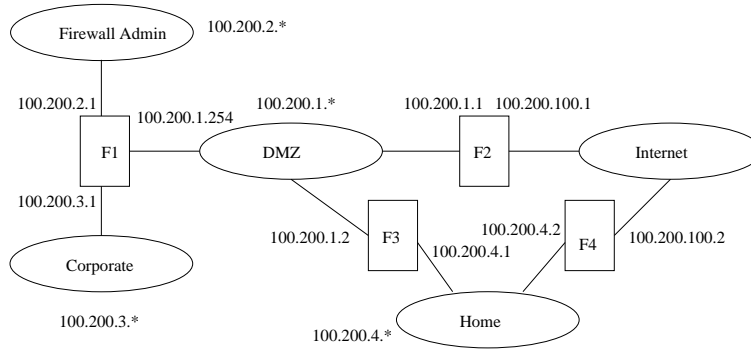 Firewall Admin
100.200.2.*
100.200.2.1
100.200.1.254
100.200.1.*
100.200.1.1
100.200.100.1
F1
DMZ
F2
Internet
100.200.3.1
100.200.1.2
F3
100.200.4.1
100.200.4.2
F4
100.200.100.2
Corporate
100.200.3.*
100.200.4.*
Home